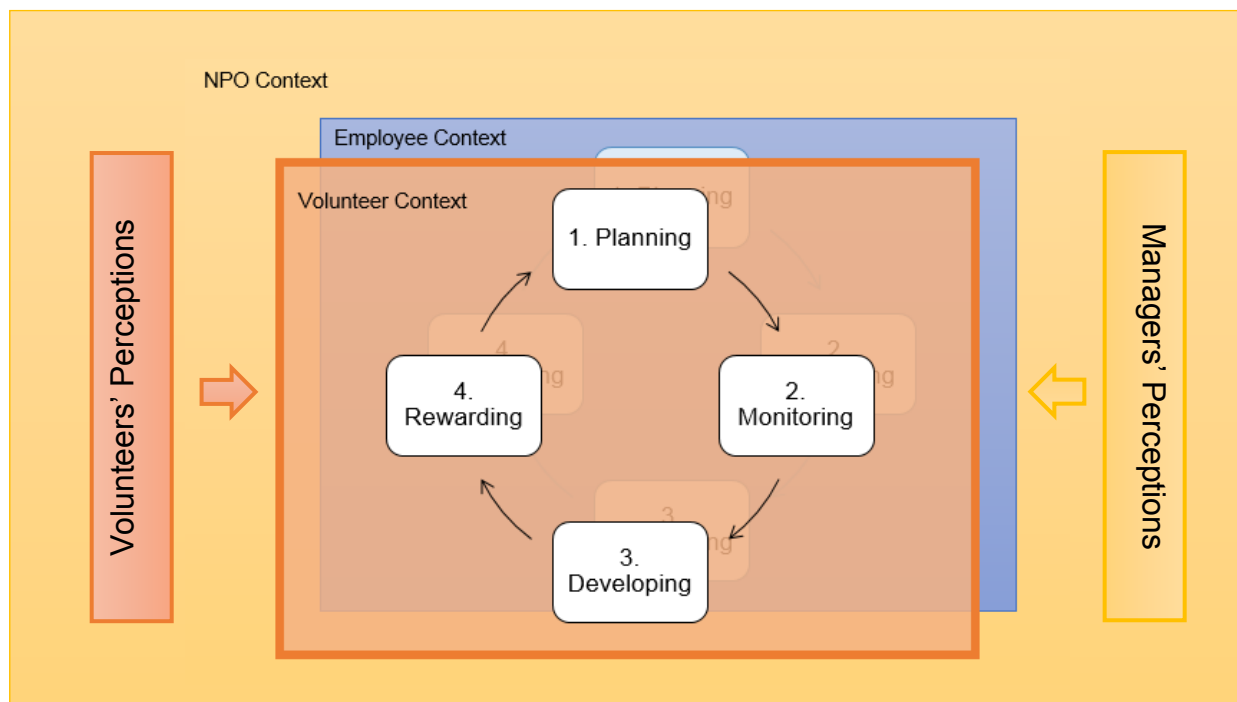 NPO Context
Employee Context
Volunteer Context
Volunteers' Perceptions
1. Planning
4.
Rewarding
2.
Monitoring
3.
Developing
Managers' Perceptions